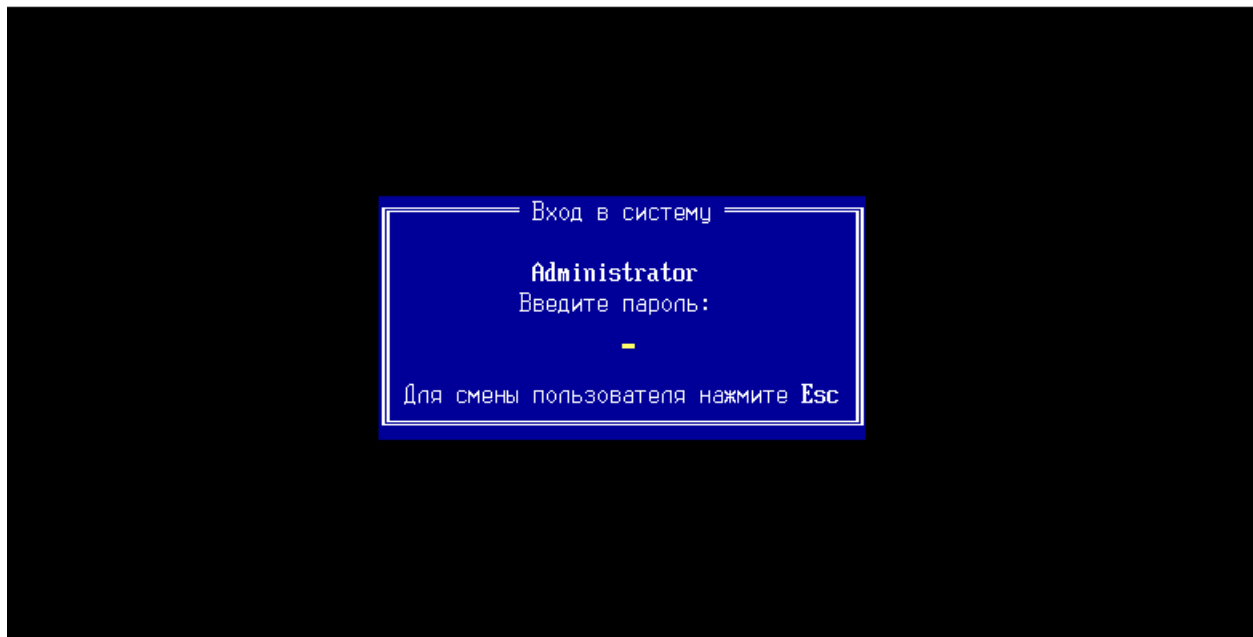 Вход в систему
Administrator
Введите пароль:
Для смены пользователя нажмите Esc